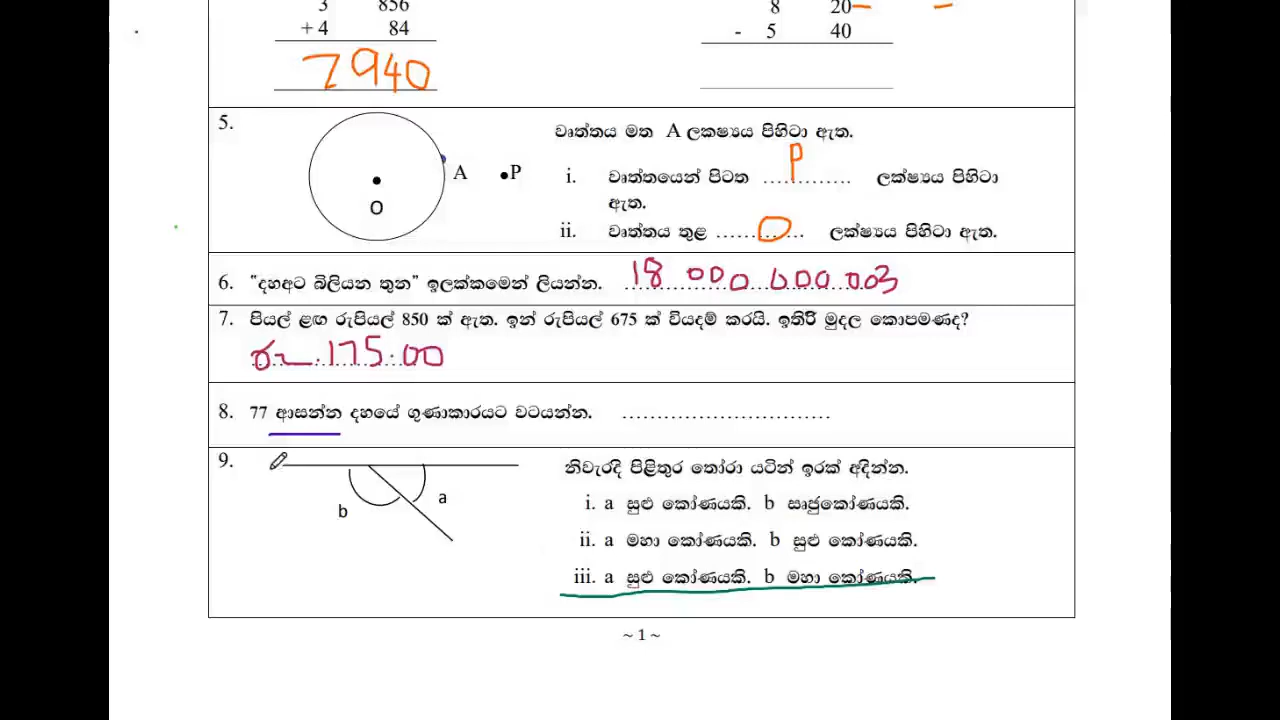 3 856 8 20
+ 4 84 - 5 40
7 940
5. වෘත්තය මත A ලක්ෂ්‍යය පිහිටා ඇත.
O A P
i. වෘත්තයෙන් පිටත ......P...... ලක්ෂ්‍යය පිහිටා
ඇත.
ii. වෘත්තය තුළ ......O...... ලක්ෂ්‍යය පිහිටා ඇත.
6. “දහඅට බිලියන තුන” ඉලක්කමෙන් ලියන්න. 18 000 000 003
7. පියල් ළඟ රුපියල් 850 ක් ඇත. ඉන් රුපියල් 675 ක් වියදම් කරයි. ඉතිරි මුදල කොපමණද?
රු. 175.00
8. 77 ආසන්න දහයේ ගුණාකාරයට වටයන්න. ..............................
9. නිවැරදි පිළිතුර තෝරා යටින් ඉරක් අදින්න.
b a
i. a සුළු කෝණයකි. b සෘජුකෝණයකි.
ii. a මහා කෝණයකි. b සුළු කෝණයකි.
iii. a සුළු කෝණයකි. b මහා කෝණයකි.
~ 1 ~